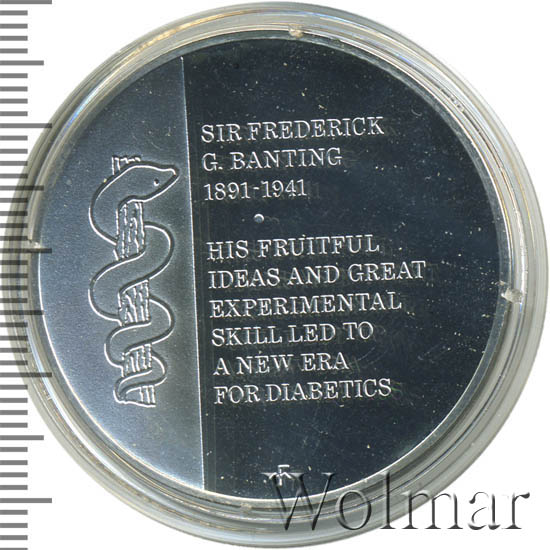 SIR FREDERICK
G. BANTING
1891-1941
HIS FRUITFUL
IDEAS AND GREAT
EXPERIMENTAL
SKILL LED TO
A NEW ERA
FOR DIABETICS
Wolmar